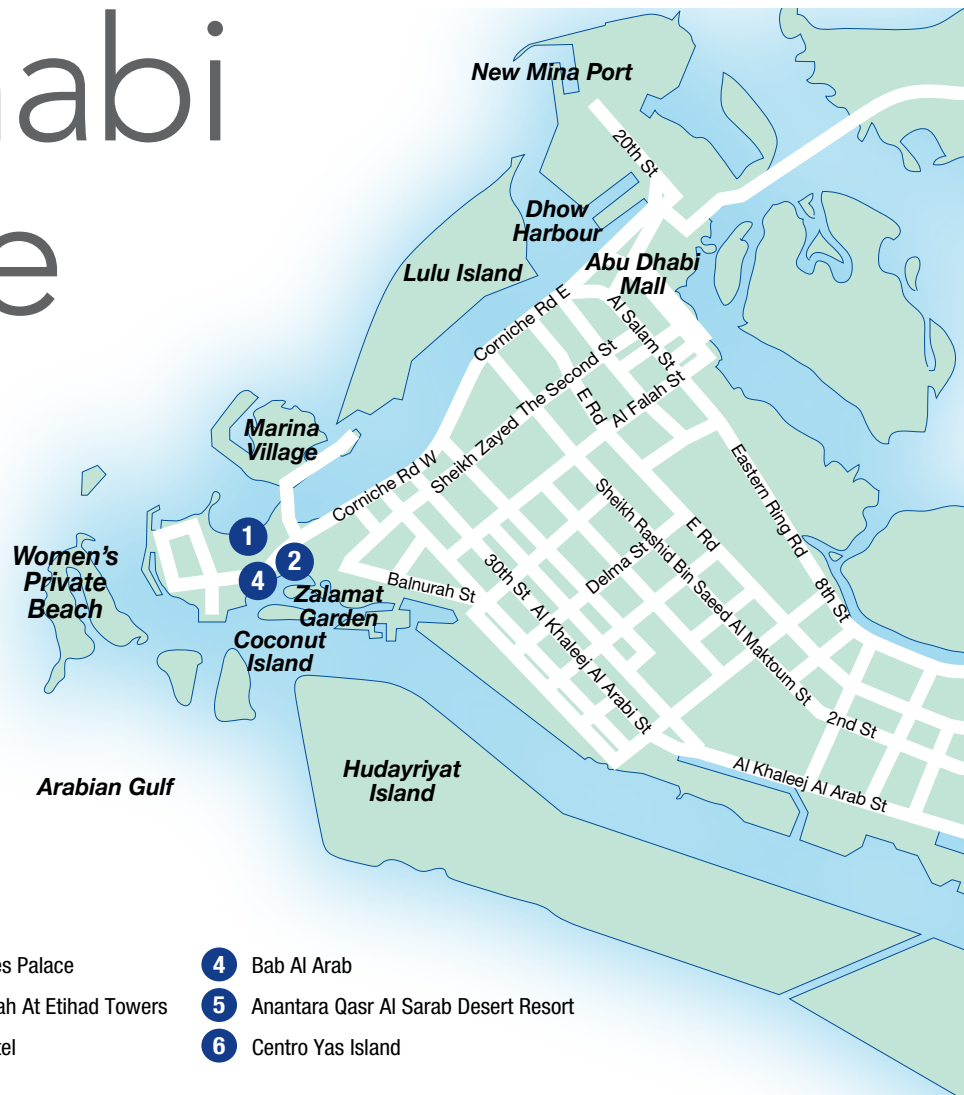 habi
e
New Mina Port
20th St
Dhow
Harbour
Abu Dhabi
Mall
Lulu Island
Corniche Rd E
Al Salam St
The Second St
E Rd
Al Falah St
Sheikh Zayed
Marina
Village
Corniche Rd W
Eastern Ring Rd
Sheikh Rashid Bin Saeed Al Maktoum St
E Rd
1
2
4
Women's
Private
Beach
Zalamat
Garden
Balnurah St
30th St
Delma St
8th St
Al Khaleej Al Arabi St
Coconut
Island
2nd St
Al Khaleej Al Arab St
Arabian Gulf
Hudayriyat
Island
es Palace
ah At Etihad Towers
tel
4 Bab Al Arab
5 Anantara Qasr Al Sarab Desert Resort
6 Centro Yas Island